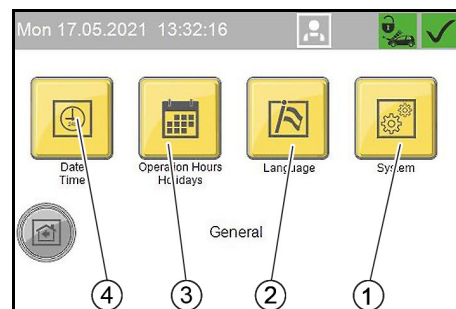 Mon 17.05.2021 13:32:16
24h
Date
Time
Operation Hours
Holidays
Language
System
General
4
3
2
1